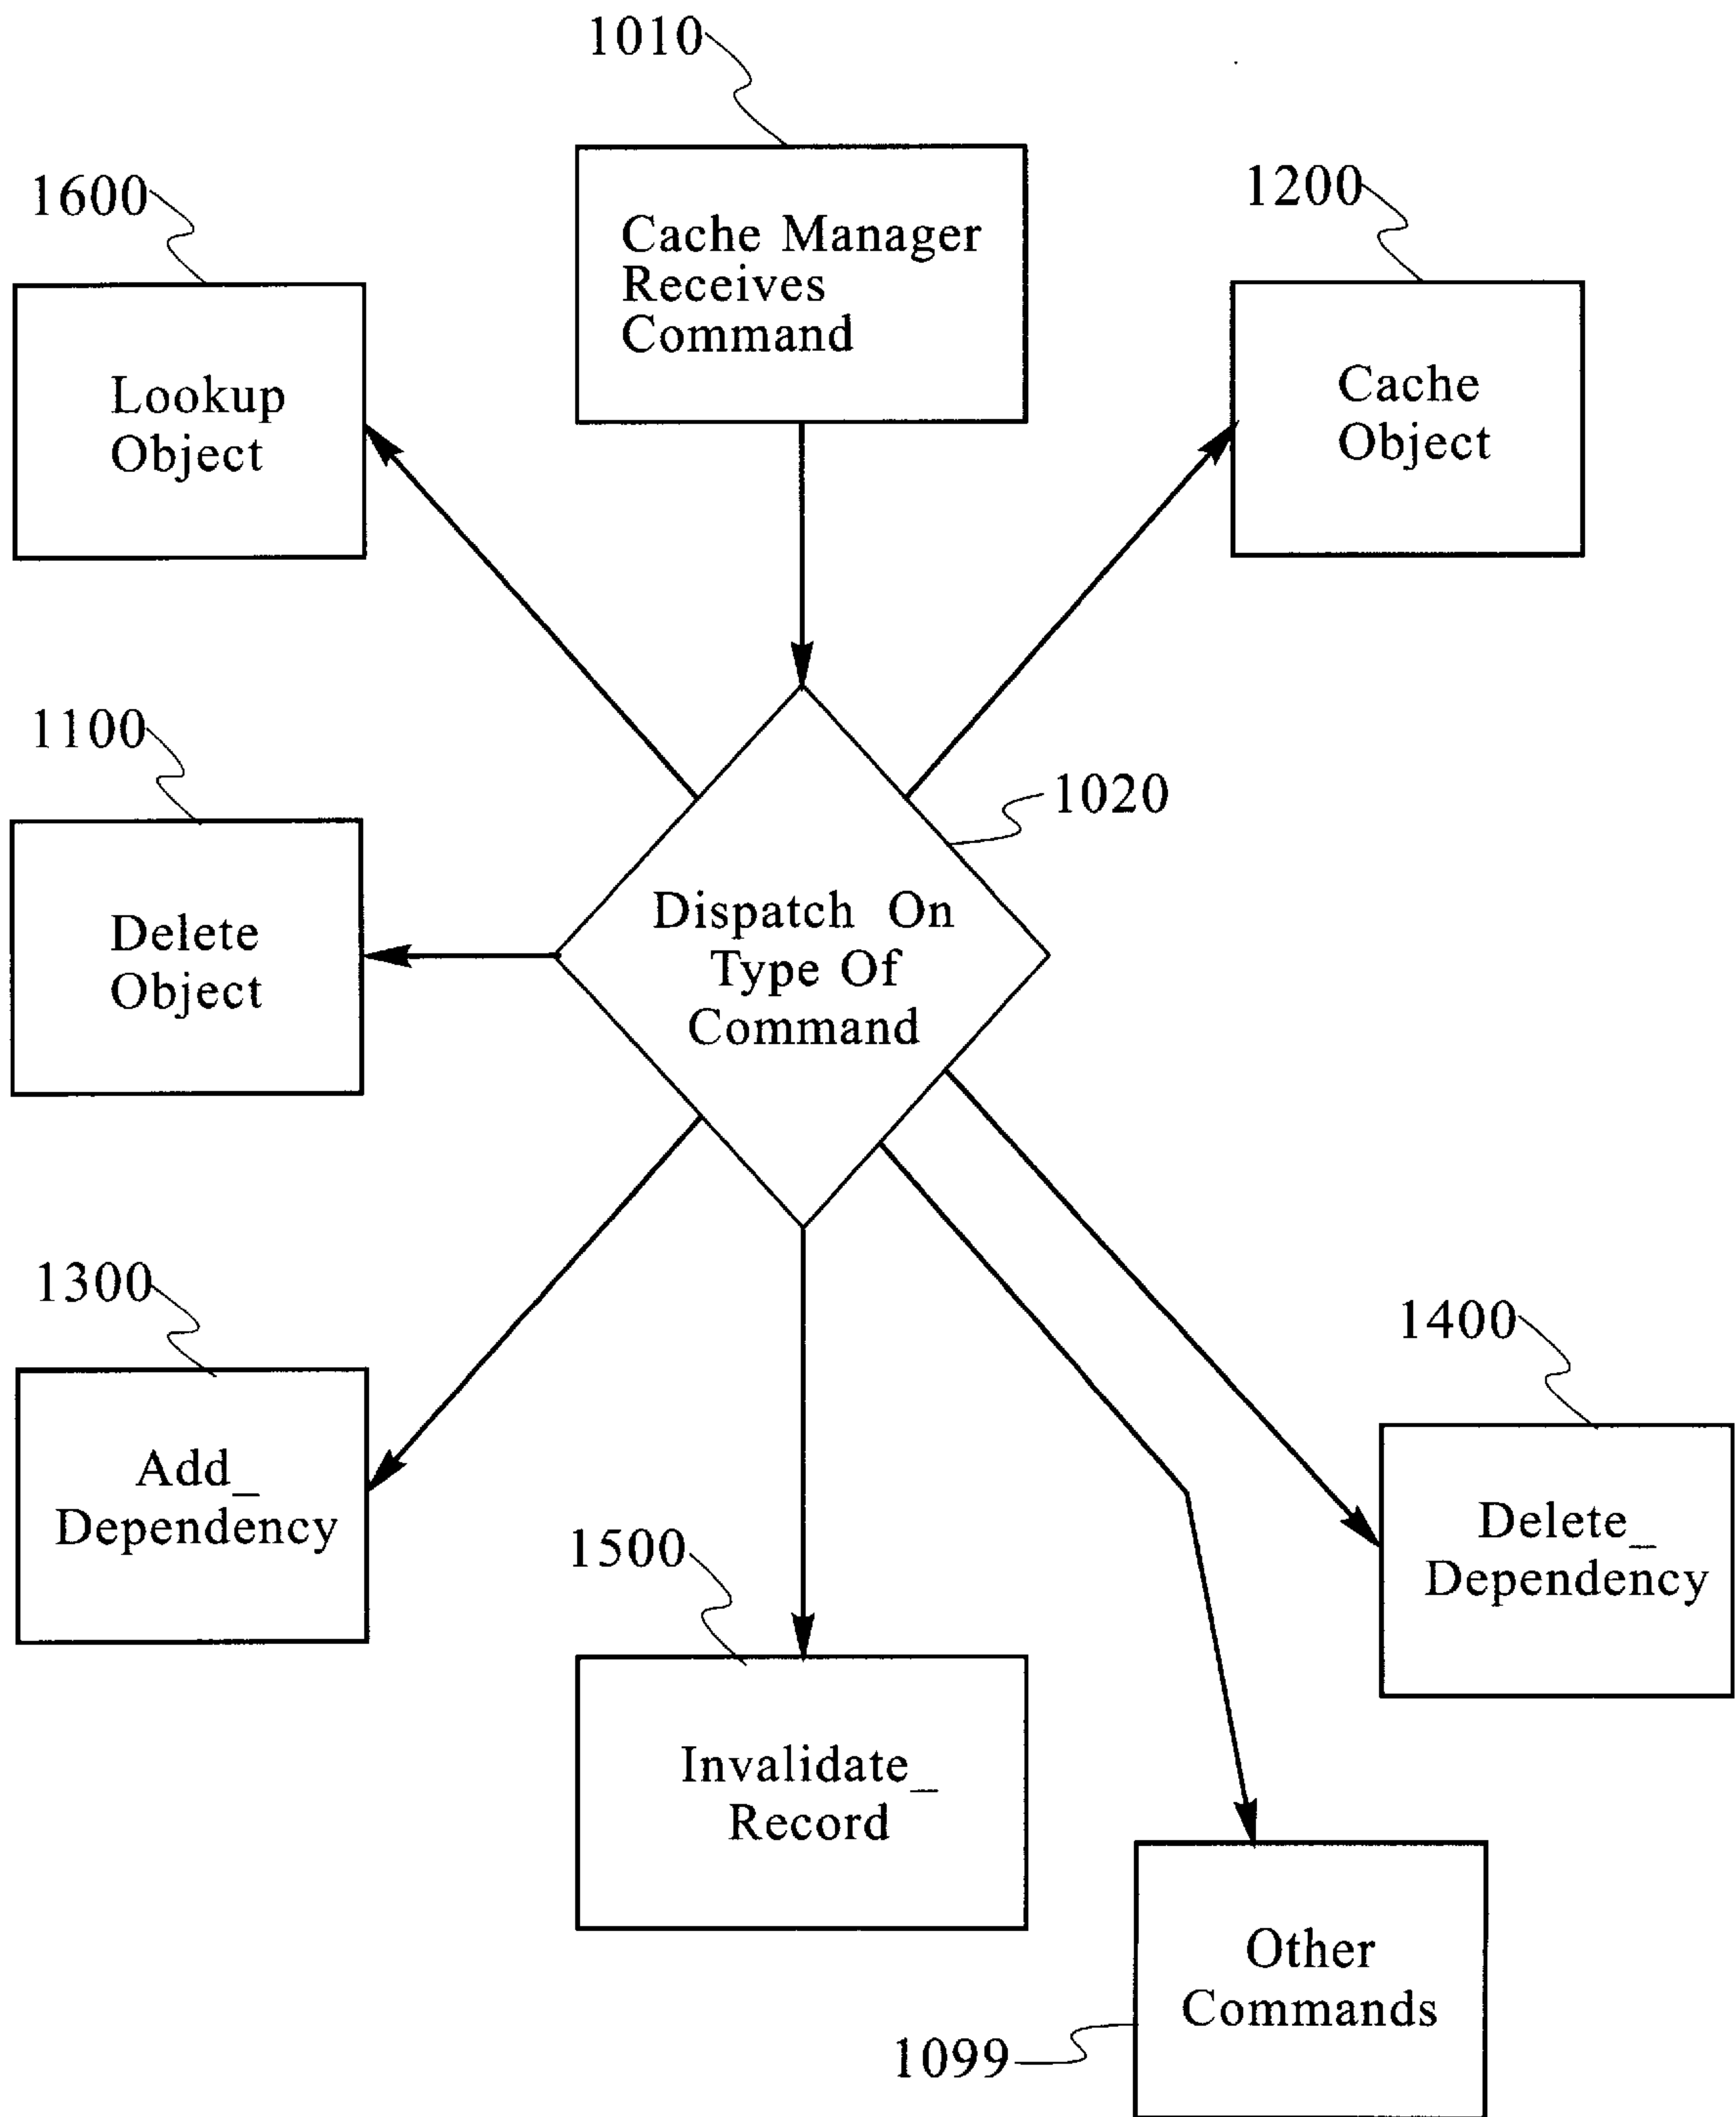 1010
Cache Manager
Receives
Command
1600
Lookup
Object
1200
Cache
Object
1100
Delete
Object
1020
Dispatch On
Type Of
Command
1300
Add_
Dependency
1400
Delete_
Dependency
1500
Invalidate_
Record
Other
Commands
1099